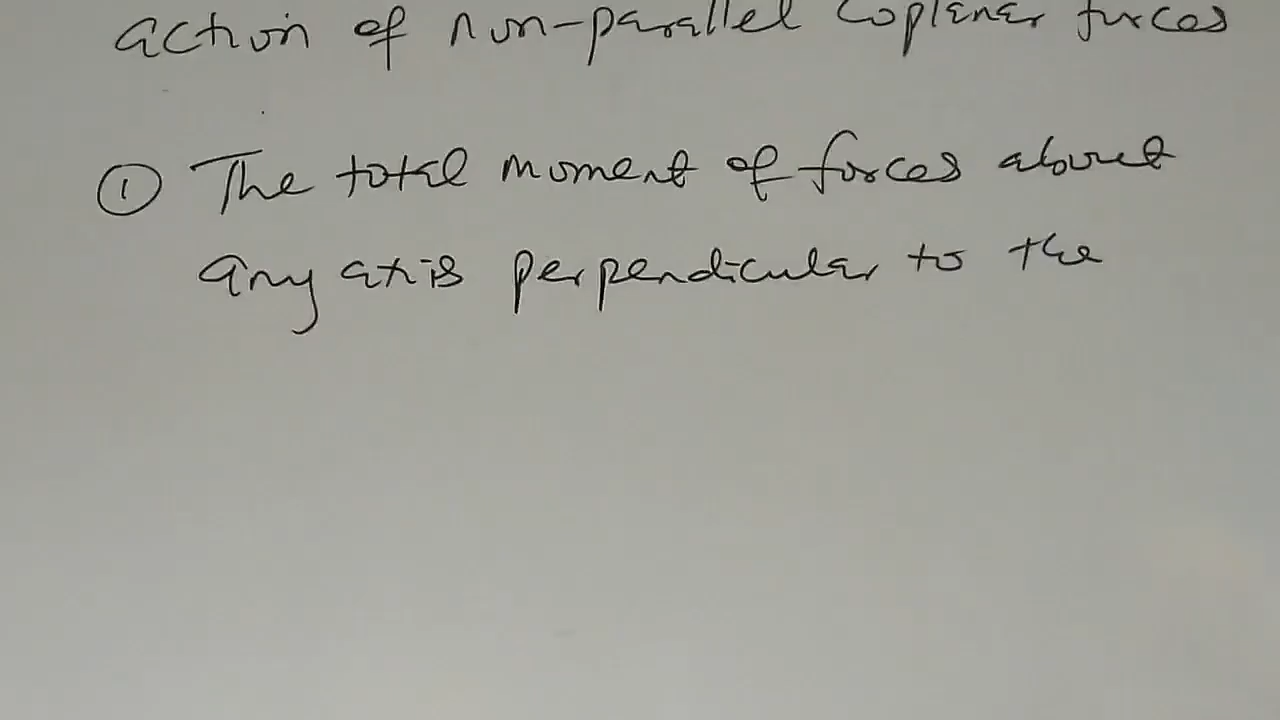 action of non-parallel coplanar forces
① The total moment of forces about
any axis perpendicular to the